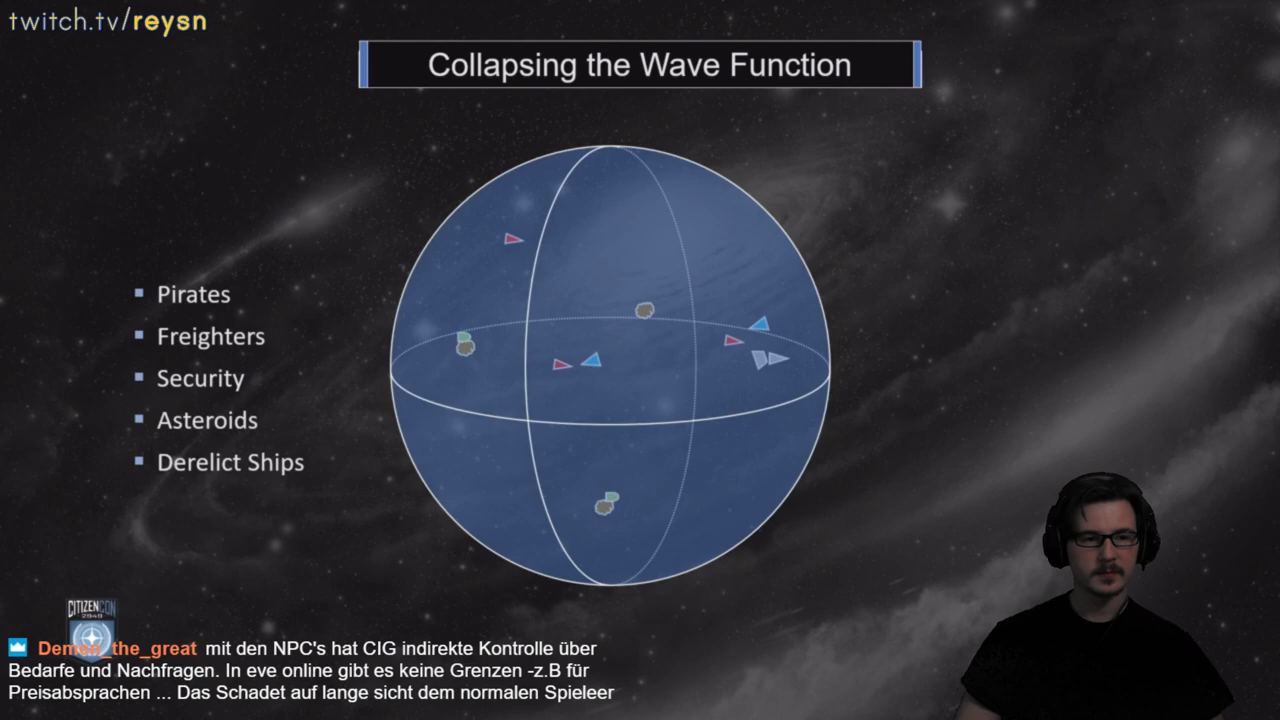 twitch.tv/reysn
Collapsing the Wave Function
Pirates
Freighters
Security
Asteroids
Derelict Ships
CITIZENCON
2949
Demen_the_great mit den NPC's hat CIG indirekte Kontrolle über
Bedarfe und Nachfragen. In eve online gibt es keine Grenzen -z.B für
Preisabsprachen ... Das Schadet auf lange sicht dem normalen Spieleer